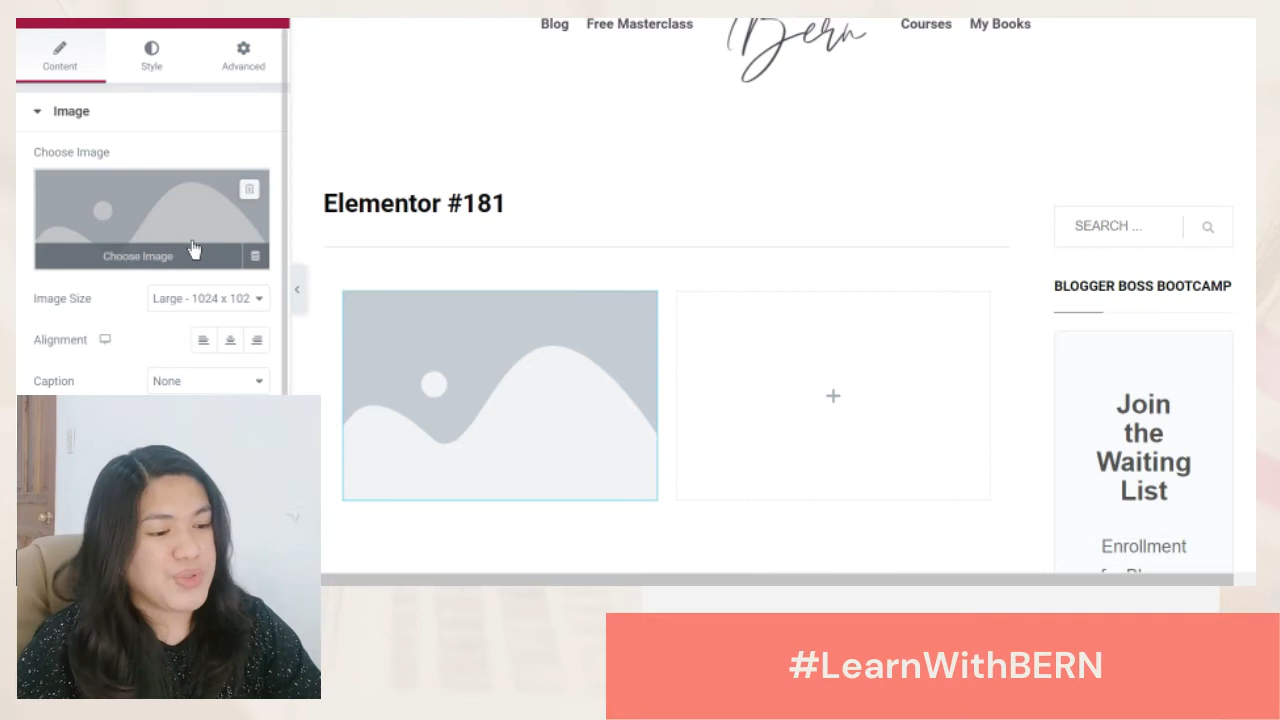 Content
Style
Advanced
Image
Choose Image
Choose Image
Image Size
Large - 1024 x 102
Alignment
Caption
None
Blog
Free Masterclass
Bern
Courses
My Books
Elementor #181
SEARCH ...
BLOGGER BOSS BOOTCAMP
Join
the
Waiting
List
Enrollment
#LearnWithBERN